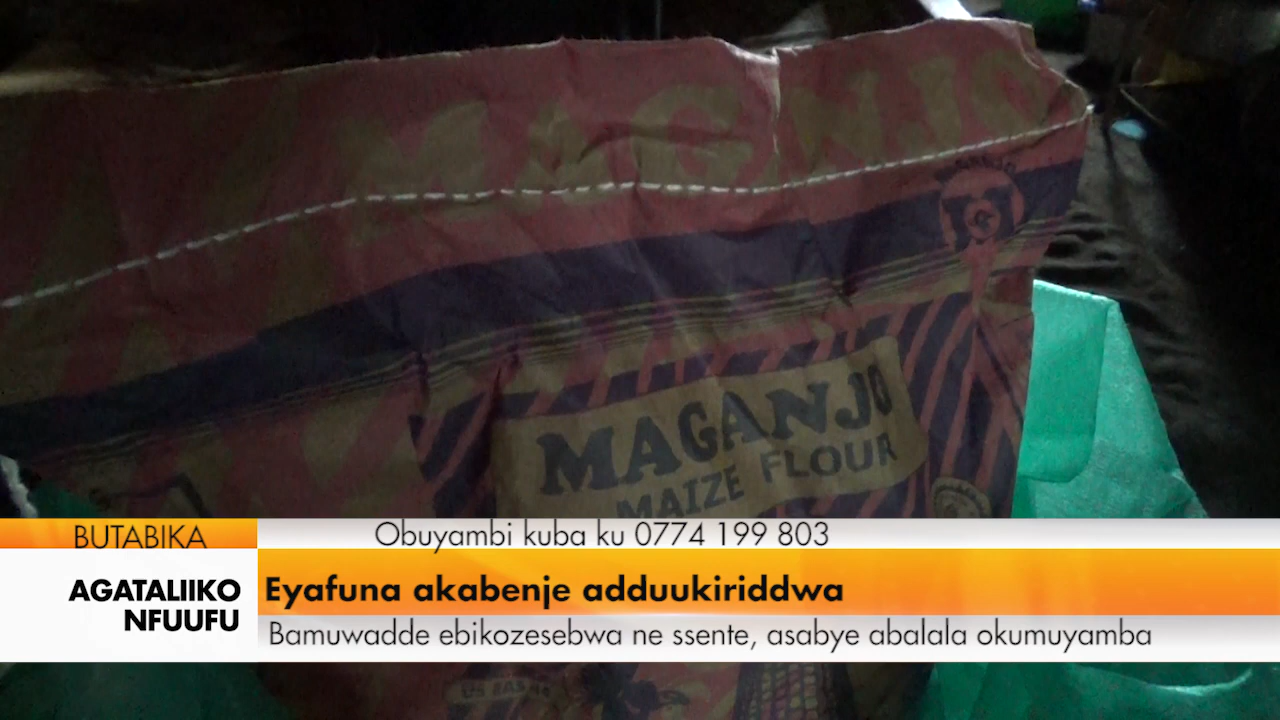 MAGANJO
MAGANJO
MAIZE FLOUR
BUTABIKA
Obuyambi kuba ku 0774 199 803
AGATALIIKO
NFUUFU
Eyafuna akabenje adduukiriddwa
Bamuwadde ebikozesebwa ne ssente, asabye abalala okumuyamba